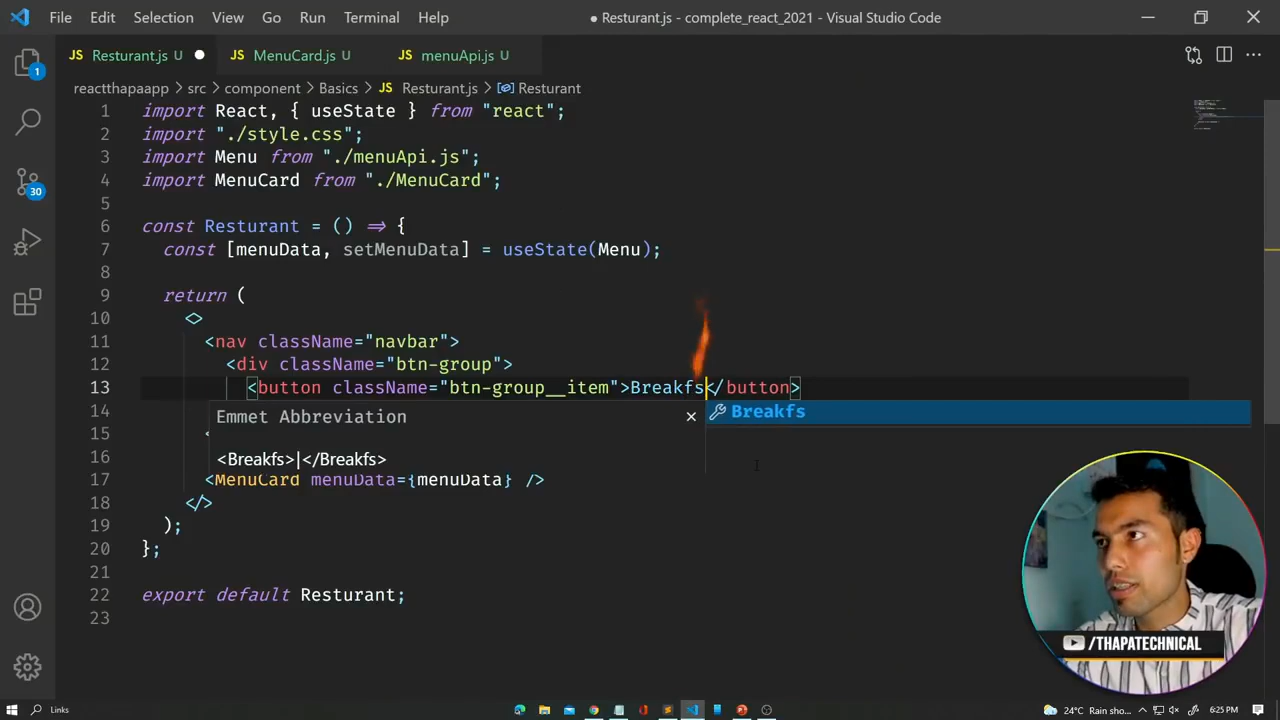 File Edit Selection View Go Run Terminal Help
● Resturant.js - complete_react_2021 - Visual Studio Code
JS Resturant.js U ●
JS MenuCard.js U
JS menuApi.js U
reactthapaapp > src > component > Basics > JS Resturant.js > Resturant
1 import React, { useState } from "react";
2 import "./style.css";
3 import Menu from "./menuApi.js";
4 import MenuCard from "./MenuCard";
5
6 const Resturant = () => {
7 const [menuData, setMenuData] = useState(Menu);
8
9 return (
10 <>
11 <nav className="navbar">
12 <div className="btn-group">
13 <button className="btn-group__item">Breakfs</button>
14
Emmet Abbreviation
Breakfs
15 <
16
<Breakfs>|</Breakfs>
17 <MenuCard menuData={menuData} />
18 </>
19 );
20 };
21
22 export default Resturant;
23
1
30
/THAPATECHNICAL
Links
24°C Rain sho...
6:25 PM